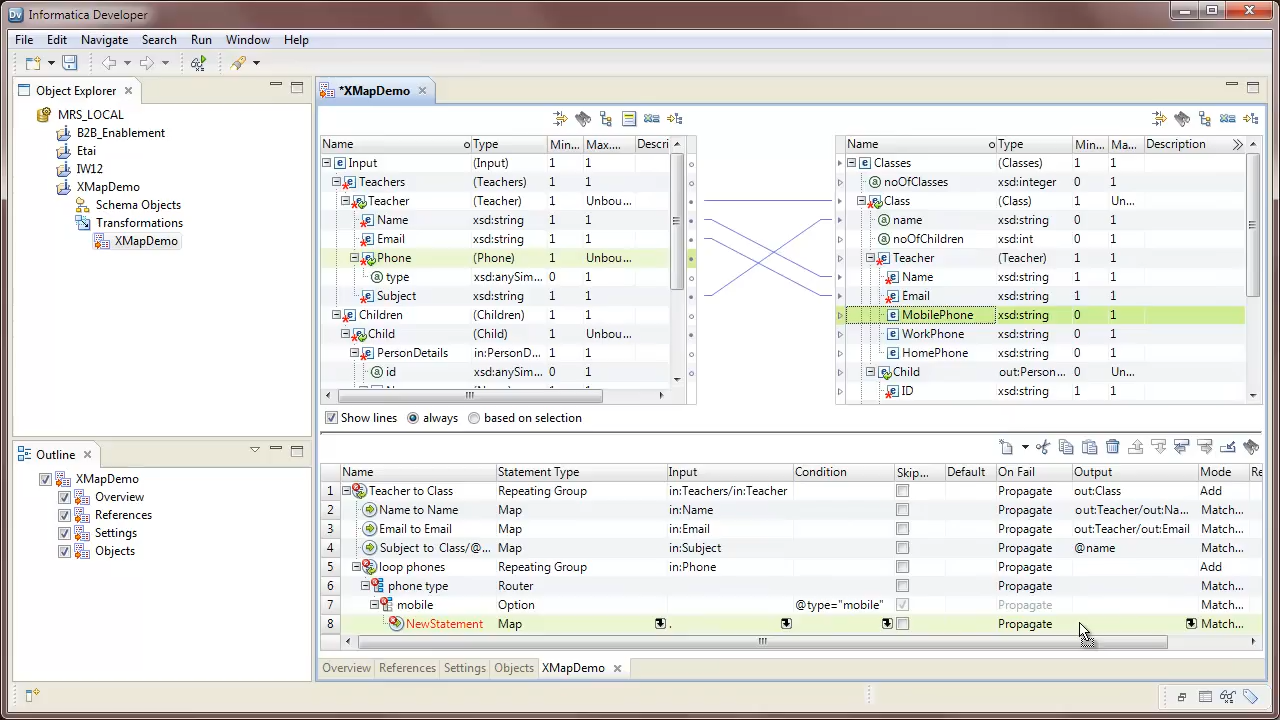 Informatica Developer
File Edit Navigate Search Run Window Help
Object Explorer
MRS_LOCAL
B2B_Enablement
Etai
IW12
XMapDemo
Schema Objects
Transformations
XMapDemo
Outline
XMapDemo
Overview
References
Settings
Objects
*XMapDemo
Name Type Min... Max.... Descri
Input (Input) 1 1
Teachers (Teachers) 1 1
Teacher (Teacher) 1 Unbou...
Name xsd:string 1 1
Email xsd:string 1 1
Phone (Phone) 1 Unbou...
type xsd:anySim... 0 1
Subject xsd:string 1 1
Children (Children) 1 1
Child (Child) 1 Unbou...
PersonDetails in:PersonD... 1 1
id xsd:anySim... 0 1
Name Type Min... Ma... Description
Classes (Classes) 1 1
noOfClasses xsd:integer 0 1
Class (Class) 1 Un...
name xsd:string 0 1
noOfChildren xsd:int 0 1
Teacher (Teacher) 1 1
Name xsd:string 1 1
Email xsd:string 1 1
MobilePhone xsd:string 0 1
WorkPhone xsd:string 0 1
HomePhone xsd:string 0 1
Child out:Person... 1 Un...
ID xsd:string 1 1
Show lines always based on selection
Name Statement Type Input Condition Skip... Default On Fail Output Mode Re
1 Teacher to Class Repeating Group in:Teachers/in:Teacher Propagate out:Class Add
2 Name to Name Map in:Name Propagate out:Teacher/out:Na... Match...
3 Email to Email Map in:Email Propagate out:Teacher/out:Email Match...
4 Subject to Class/@... Map in:Subject Propagate @name Match...
5 loop phones Repeating Group in:Phone Propagate Add
6 phone type Router Propagate Match...
7 mobile Option @type="mobile" Propagate Match...
8 NewStatement Map . Propagate Match...
Overview References Settings Objects XMapDemo